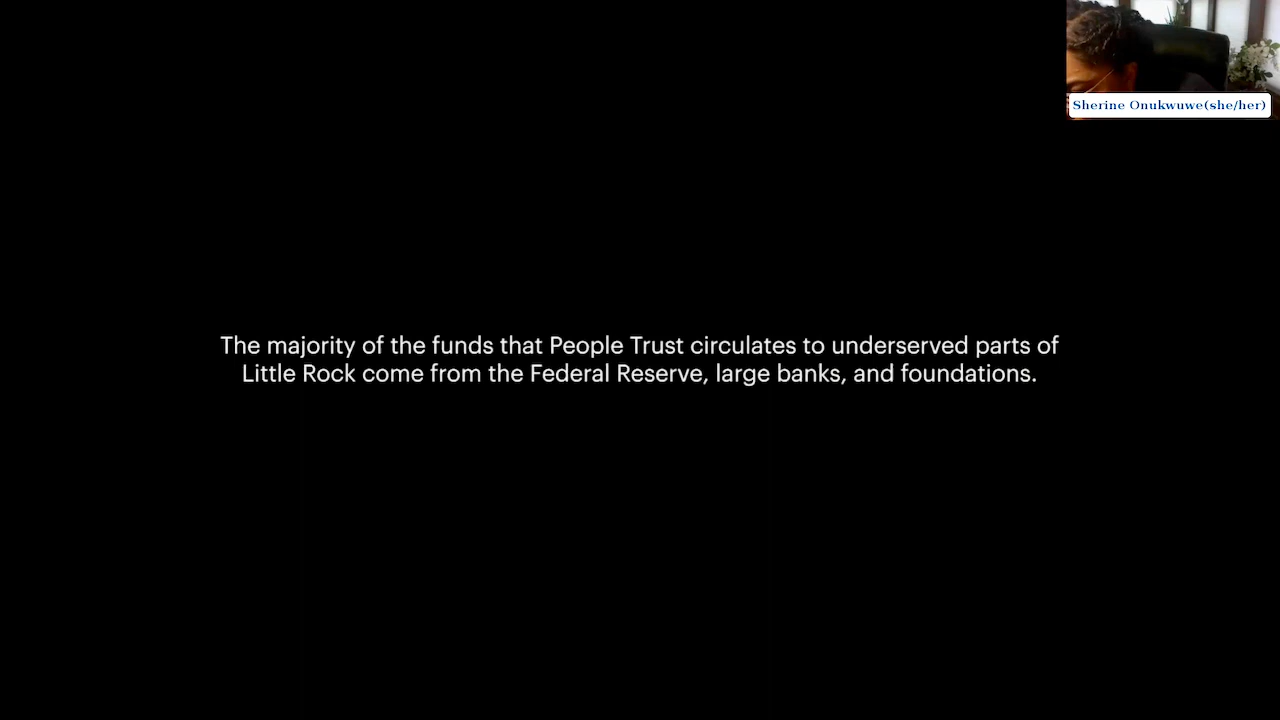 Sherine Onukwuwe(she/her)
The majority of the funds that People Trust circulates to underserved parts of
Little Rock come from the Federal Reserve, large banks, and foundations.